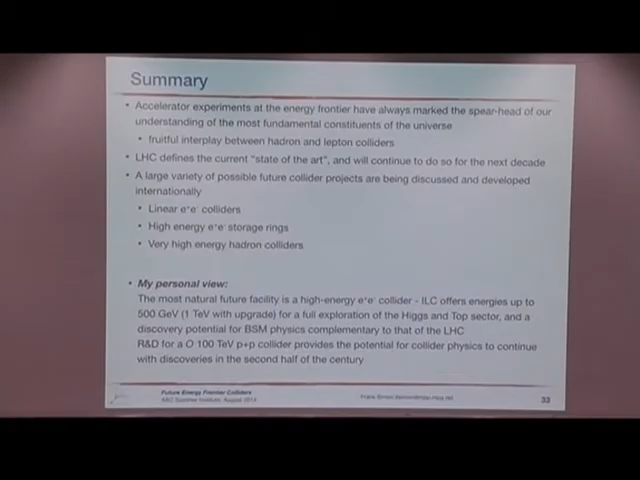 Summary
• Accelerator experiments at the energy frontier have always marked the spear-head of our
understanding of the most fundamental constituents of the universe
• fruitful interplay between hadron and lepton colliders
• LHC defines the current "state of the art", and will continue to do so for the next decade
• A large variety of possible future collider projects are being discussed and developed
internationally
• Linear e⁺e⁻ colliders
• High energy e⁺e⁻ storage rings
• Very high energy hadron colliders
• My personal view:
The most natural future facility is a high-energy e⁺e⁻ collider - ILC offers energies up to
500 GeV (1 TeV with upgrade) for a full exploration of the Higgs and Top sector, and a
discovery potential for BSM physics complementary to that of the LHC
R&D for a O 100 TeV p+p collider provides the potential for collider physics to continue
with discoveries in the second half of the century
Future Energy Frontier Colliders
Summer Institute, August
33